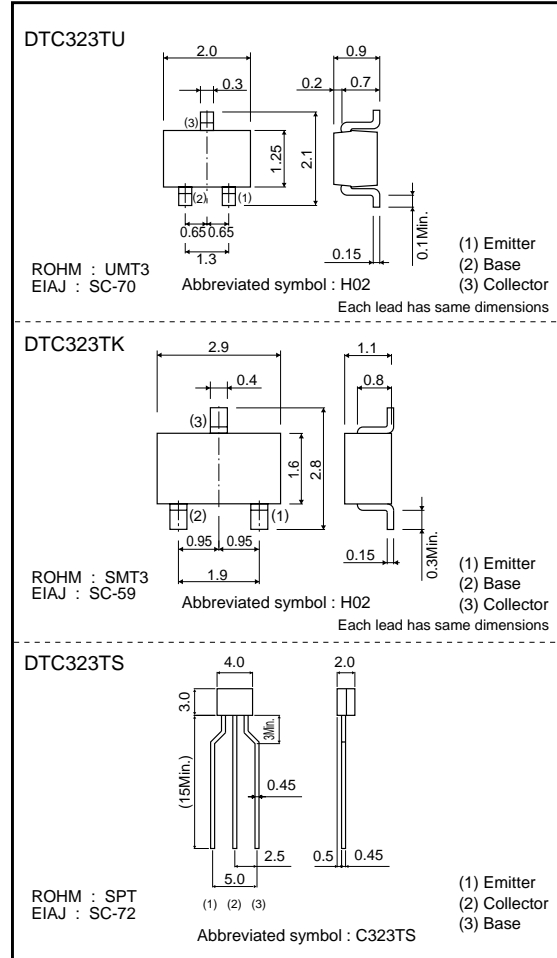 DTC323TU
2.0
0.3
(3)
1.25
2.1
(2)
(1)
0.65 0.65
1.3
0.9
0.2 0.7
0.15
0.1Min.
ROHM : UMT3
EIAJ : SC-70
Abbreviated symbol : H02
(1) Emitter
(2) Base
(3) Collector
Each lead has same dimensions
DTC323TK
2.9
0.4
(3)
1.6
2.8
(2)
(1)
0.95 0.95
1.9
1.1
0.8
0.15
0.3Min.
ROHM : SMT3
EIAJ : SC-59
Abbreviated symbol : H02
(1) Emitter
(2) Base
(3) Collector
Each lead has same dimensions
DTC323TS
4.0
2.0
3.0
3Min.
(15Min.)
0.45
2.5
5.0
0.5 0.45
(1) (2) (3)
ROHM : SPT
EIAJ : SC-72
Abbreviated symbol : C323TS
(1) Emitter
(2) Collector
(3) Base